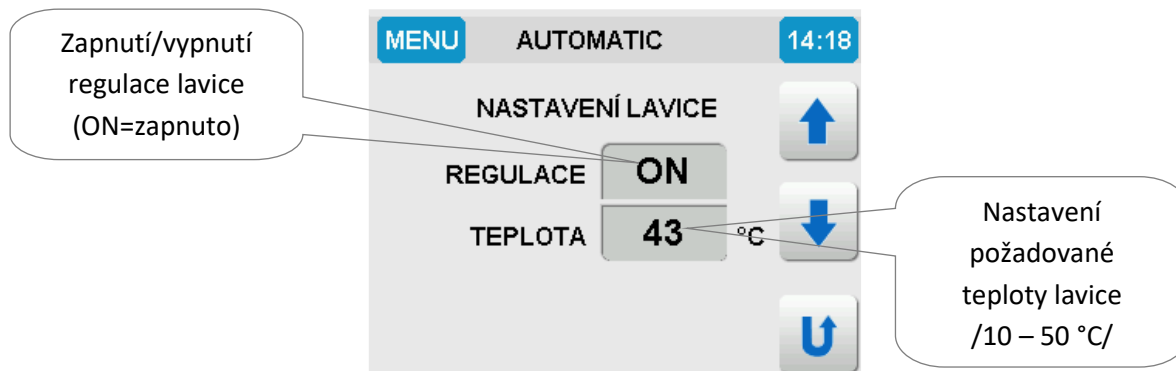 Zapnutí/vypnutí
regulace lavice
(ON=zapnuto)
MENU AUTOMATIC 14:18
NASTAVENÍ LAVICE
REGULACE ON
TEPLOTA 43 °C
Nastavení
požadované
teploty lavice
/10 – 50 °C/